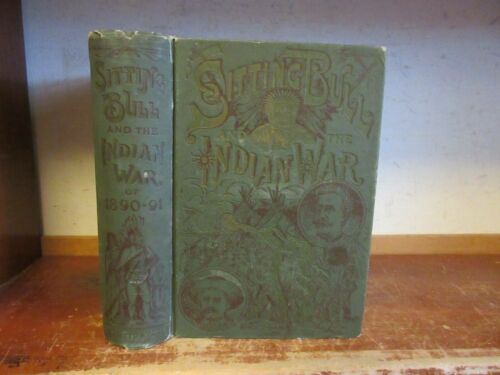 SITTING
BULL
AND THE
INDIAN
WAR
OF
1890-91
SITTING BULL
AND THE
INDIAN WAR